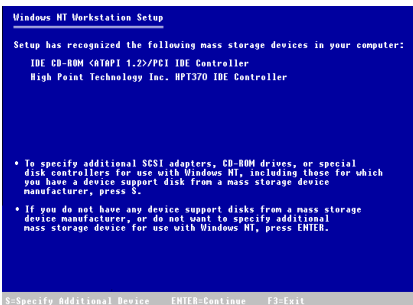 Windows NT Workstation Setup
Setup has recognized the following mass storage devices in your computer:
IDE CD-ROM (ATAPI 1.2)/PCI IDE Controller
High Point Technology Inc. HPT370 IDE Controller
• To specify additional SCSI adapters, CD-ROM drives, or special
disk controllers for use with Windows NT, including those for which
you have a device support disk from a mass storage device
manufacturer, press S.
• If you do not have any device support disks from a mass storage
device manufacturer, or do not want to specify additional
mass storage device for use with Windows NT, press ENTER.
S=Specify Additional Device ENTER=Continue F3=Exit